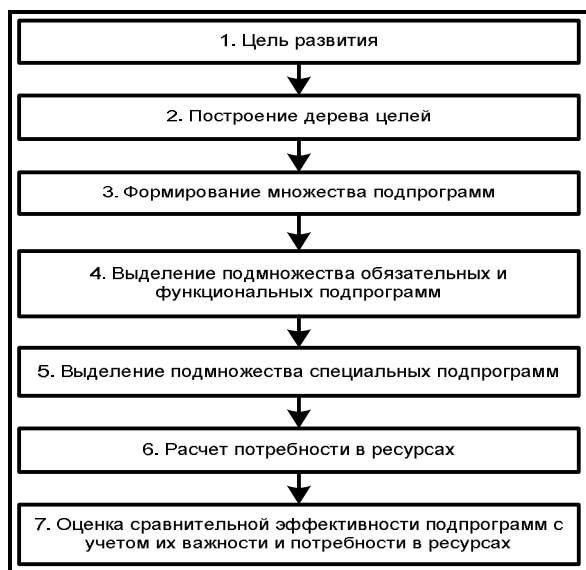 1. Цель развития
2. Построение дерева целей
3. Формирование множества подпрограмм
4. Выделение подмножества обязательных и
функциональных подпрограмм
5. Выделение подмножества специальных подпрограмм
6. Расчет потребности в ресурсах
7. Оценка сравнительной эффективности подпрограмм с
учетом их важности и потребности в ресурсах